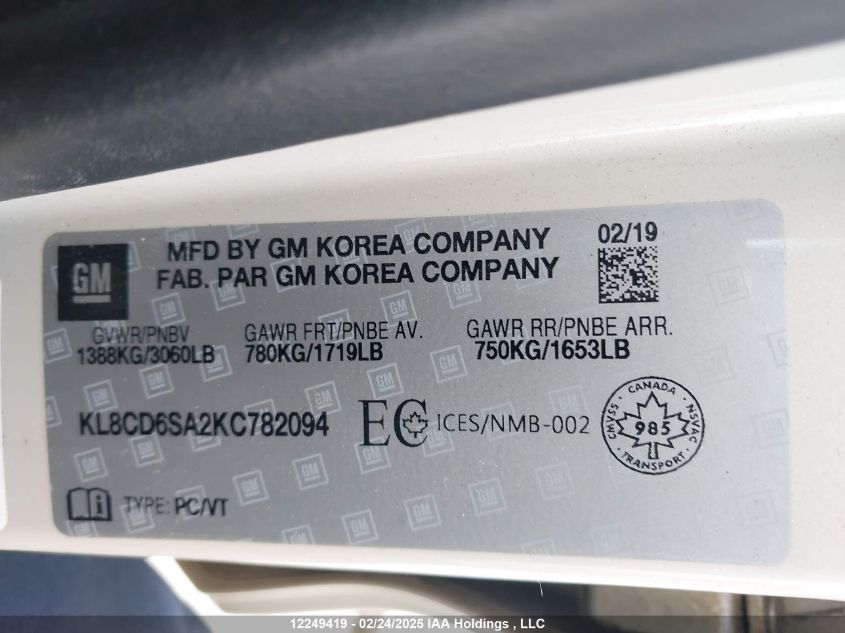 GM
MFD BY GM KOREA COMPANY
FAB. PAR GM KOREA COMPANY
02/19
GVWR/PNBV
1388KG/3060LB
GAWR FRT/PNBE AV.
780KG/1719LB
GAWR RR/PNBE ARR.
750KG/1653LB
KL8CD6SA2KC782094
EC ICES/NMB-002
CANADA
CMVSS 985 NSVAC
TRANSPORT
TYPE: PC/VT
12249419 - 02/24/2025 IAA Holdings , LLC